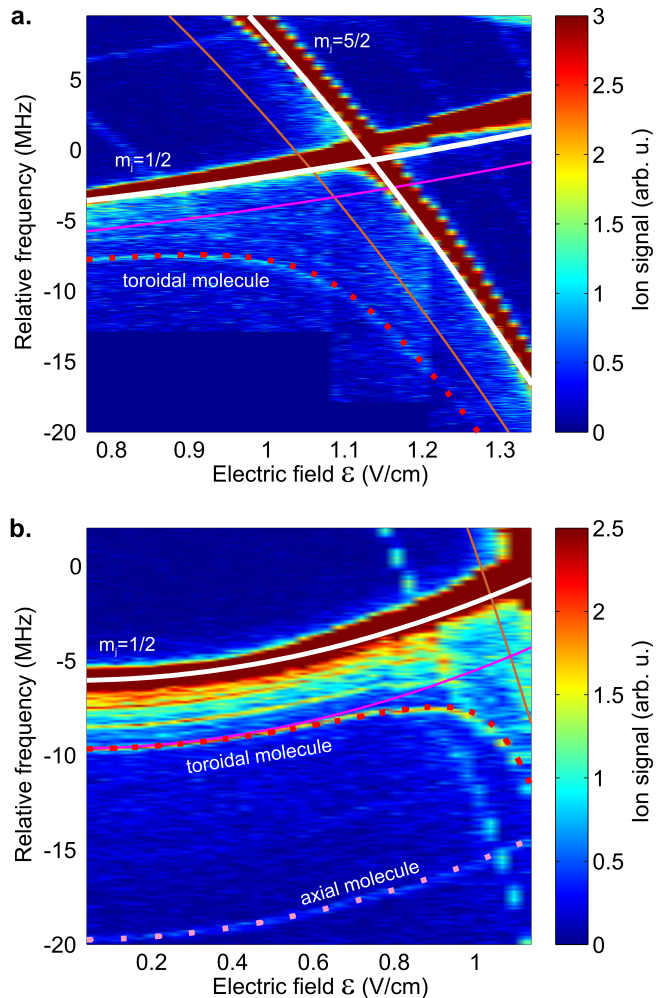 a.
m_j=5/2
m_j=1/2
toroidal molecule
Relative frequency (MHz)
5
0
-5
-10
-15
-20
0.8 0.9 1 1.1 1.2 1.3
Electric field ε (V/cm)
3
2.5
2
1.5
1
0.5
0
Ion signal (arb. u.)
b.
m_j=1/2
toroidal molecule
axial molecule
Relative frequency (MHz)
0
-5
-10
-15
-20
0.2 0.4 0.6 0.8 1
Electric field ε (V/cm)
2.5
2
1.5
1
0.5
0
Ion signal (arb. u.)